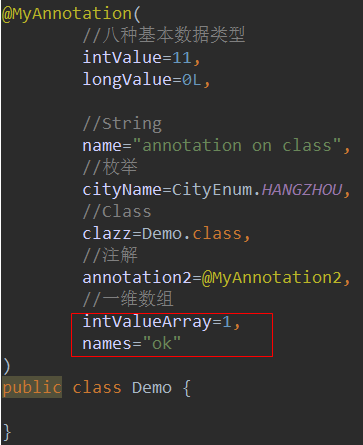 @MyAnnotation(
//八种基本数据类型
intValue=11,
longValue=0L,
//String
name="annotation on class",
//枚举
cityName=CityEnum.HANGZHOU,
//Class
clazz=Demo.class,
//注解
annotation2=@MyAnnotation2,
//一维数组
intValueArray=1,
names="ok"
)
public class Demo {
}